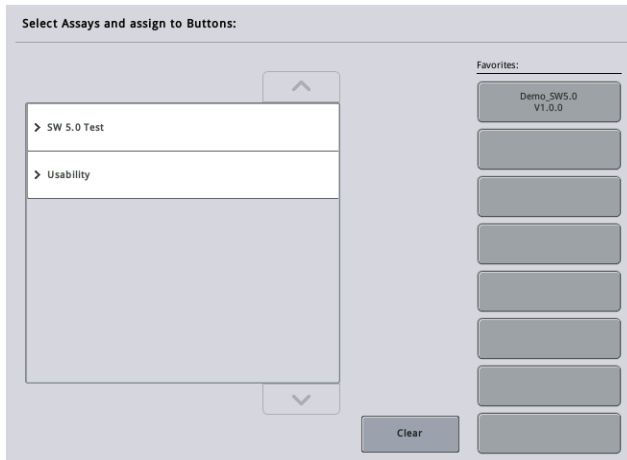 Select Assays and assign to Buttons:
Favorites:
Demo_SW5.0
V1.0.0
SW 5.0 Test
Usability
Clear